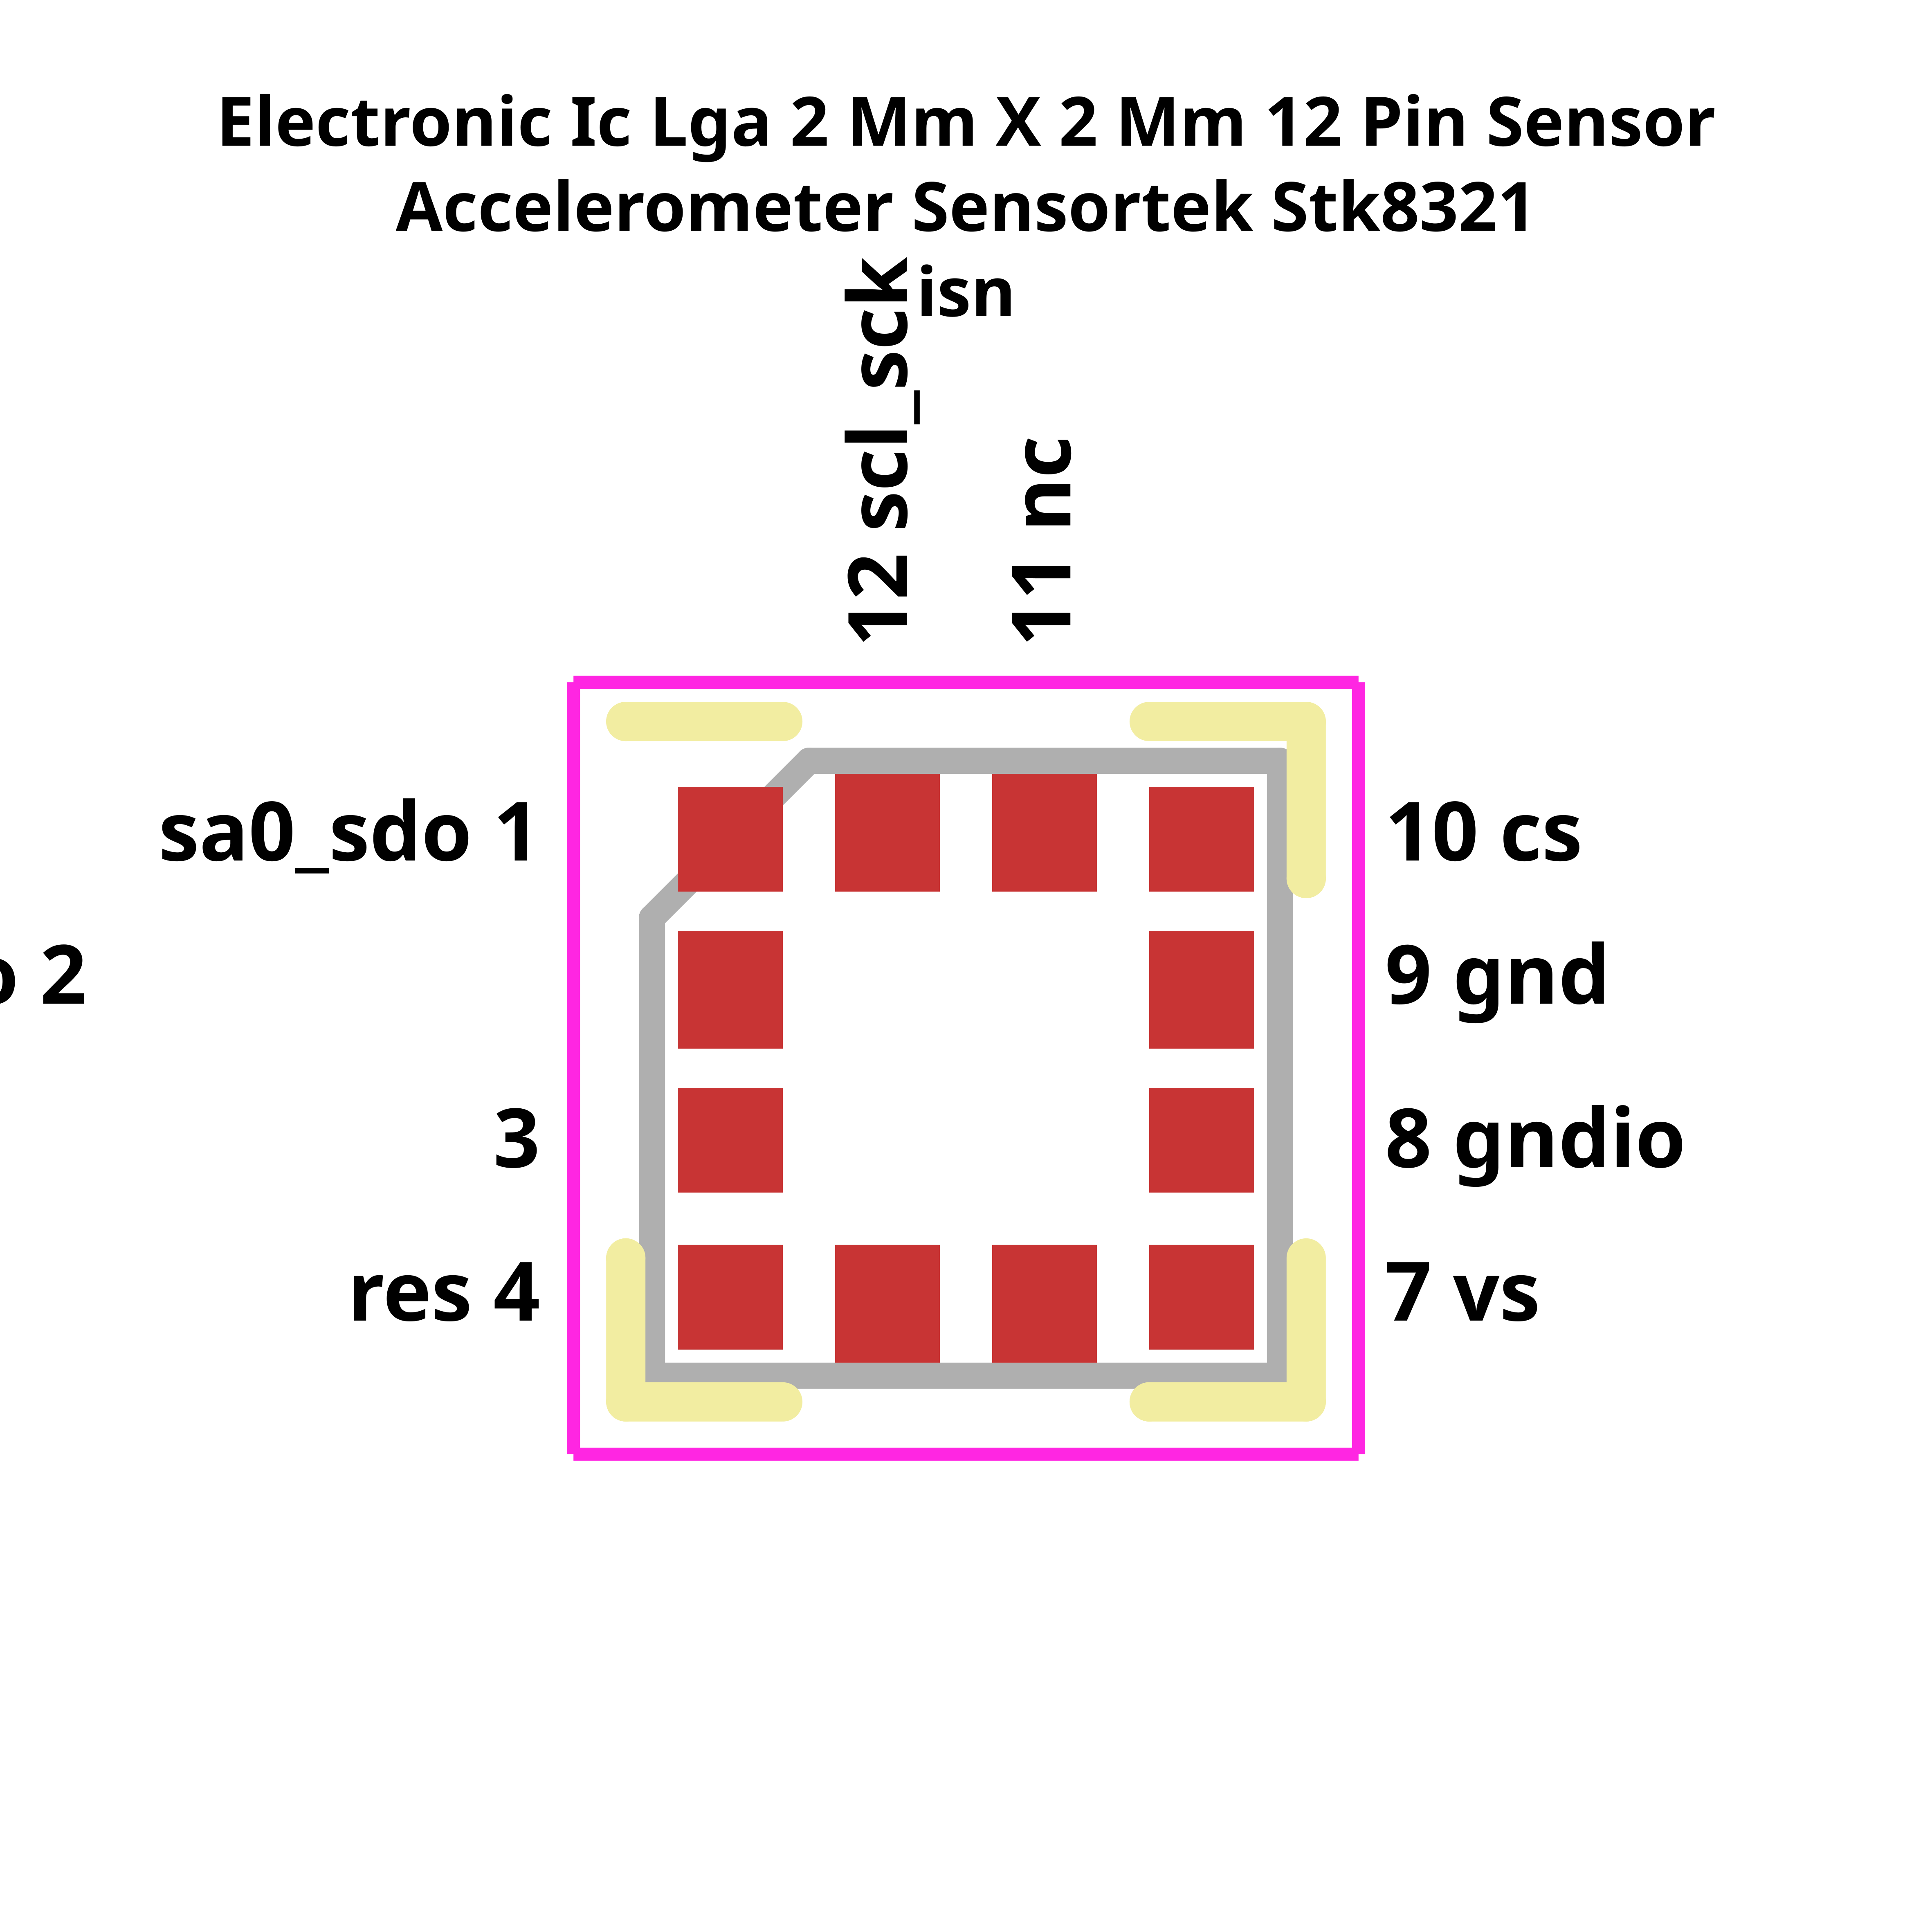 Electronic Ic Lga 2 Mm X 2 Mm 12 Pin Sensor
Accelerometer Sensortek Stk8321
isn
12 scl_sck
11 nc
sa0_sdo 1
10 cs
2
9 gnd
3
8 gndio
res 4
7 vs